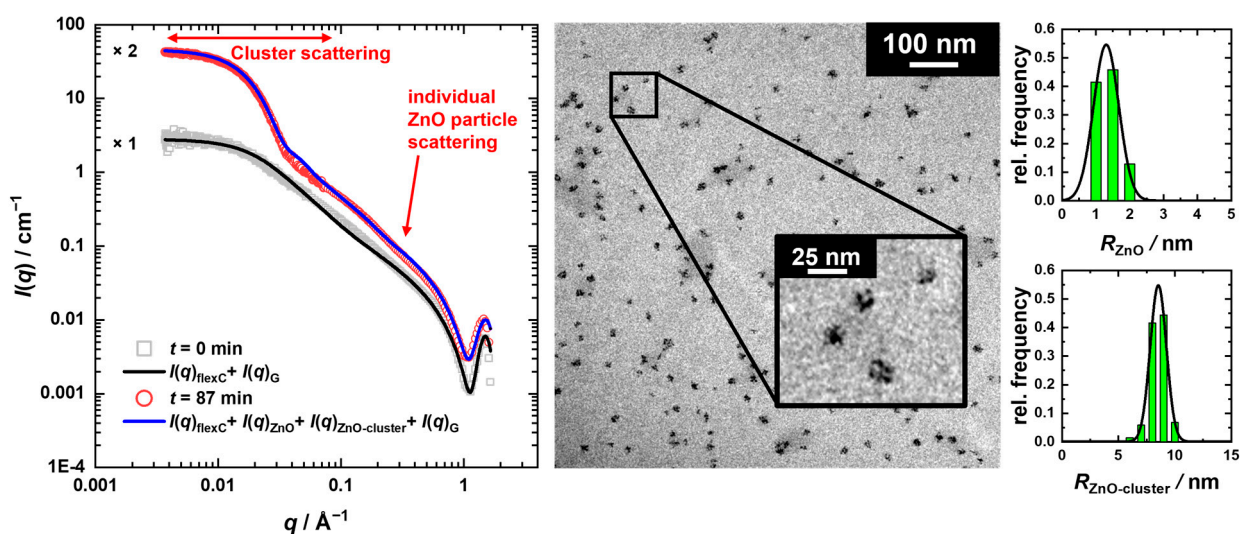 100
10
1
0.1
0.01
0.001
1E-4
0.001
0.01
0.1
1
I(q) / cm⁻¹
q / Å⁻¹
× 2
× 1
Cluster scattering
individual
ZnO particle
scattering
t = 0 min
I(q)flexC + I(q)G
t = 87 min
I(q)flexC + I(q)ZnO + I(q)ZnO-cluster + I(q)G
100 nm
25 nm
0.6
0.5
0.4
0.3
0.2
0.1
0.0
0 1 2 3 4 5
rel. frequency
RZnO / nm
0.6
0.5
0.4
0.3
0.2
0.1
0.0
0 5 10 15
rel. frequency
RZnO-cluster / nm